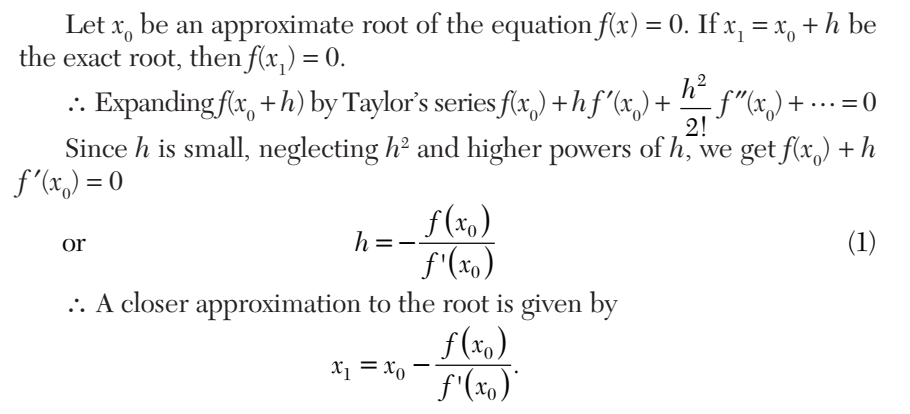 Let x₀ be an approximate root of the equation f(x) = 0. If x₁ = x₀ + h be
the exact root, then f(x₁) = 0.
∴ Expanding f(x₀ + h) by Taylor’s series f(x₀) + h f ′(x₀) + h²/2! f ″(x₀) + ⋯ = 0
Since h is small, neglecting h² and higher powers of h, we get f(x₀) + h
f ′(x₀) = 0
or h = − f(x₀)/f '(x₀) (1)
∴ A closer approximation to the root is given by
x₁ = x₀ − f(x₀)/f '(x₀).